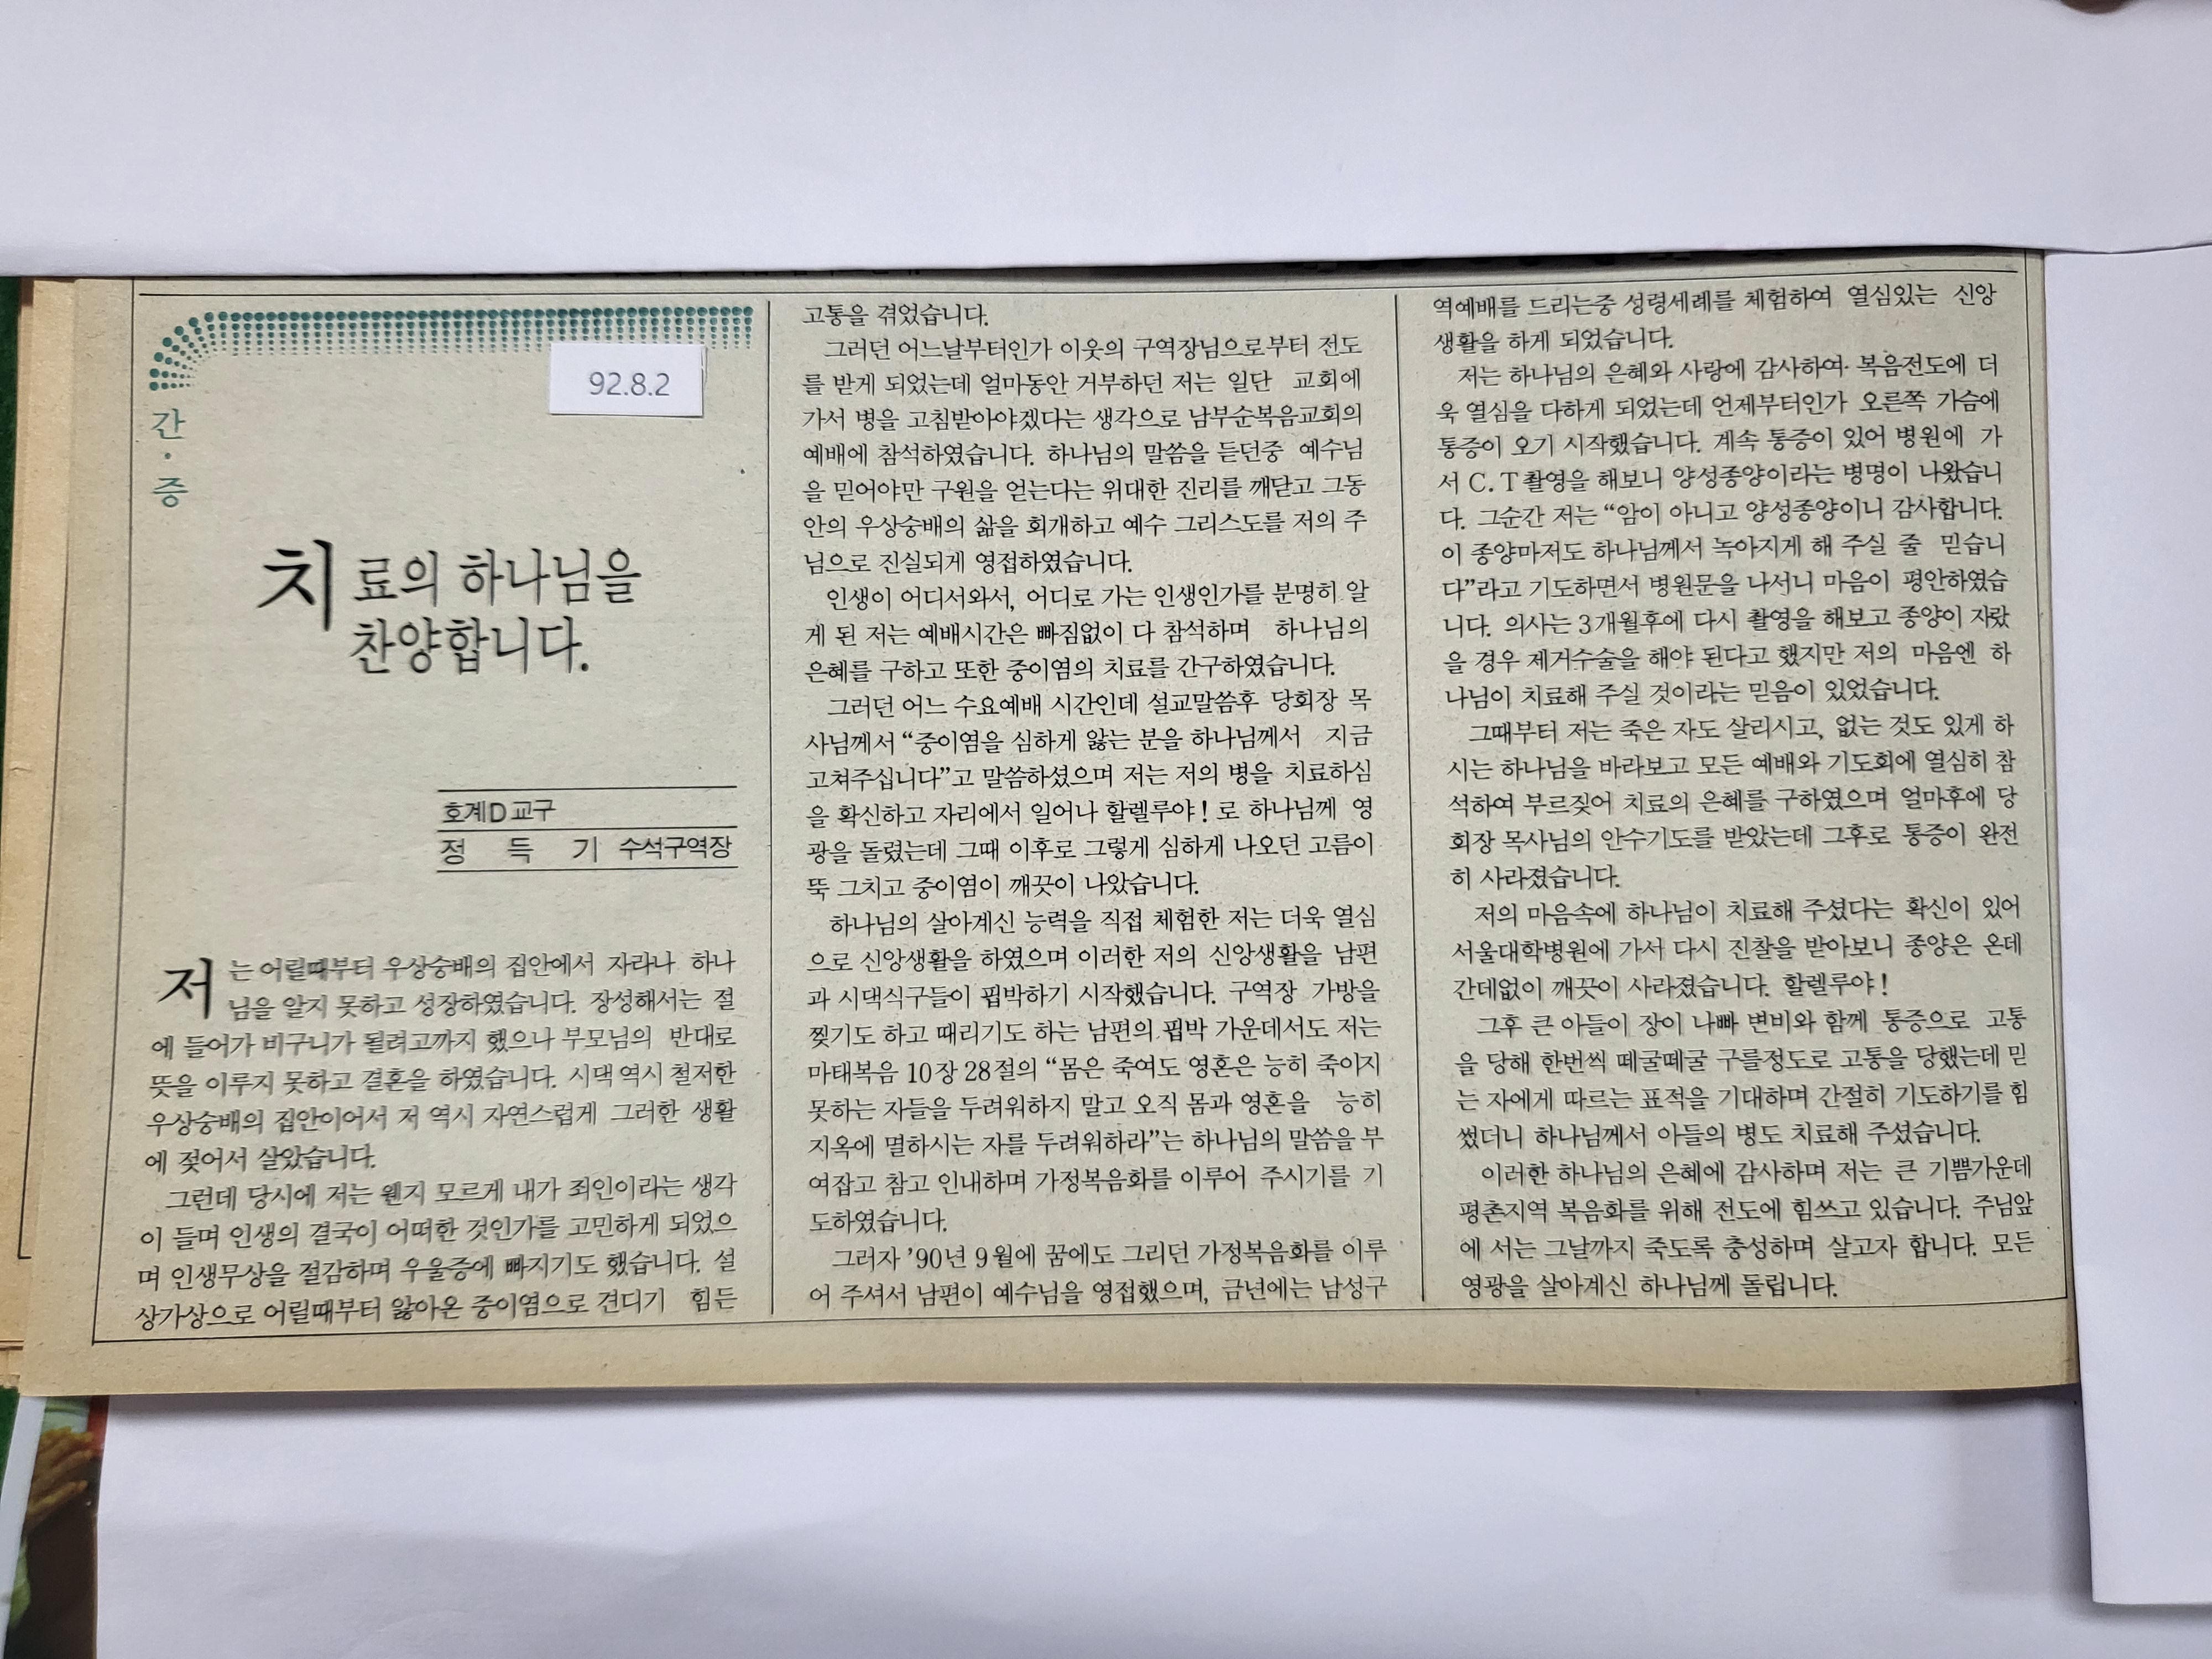 92.8.2
간·증
치료의 하나님을
찬양합니다.
호계D교구
정 득 기 수석구역장
저는 어릴때부터 우상숭배의 집안에서 자라나 하나
님을 알지 못하고 성장하였습니다. 장성해서는 절
에 들어가 비구니가 될려고까지 했으나 부모님의 반대로
뜻을 이루지 못하고 결혼을 하였습니다. 시댁 역시 철저한
우상숭배의 집안이어서 저 역시 자연스럽게 그러한 생활
에 젖어서 살았습니다.
그런데 당시에 저는 웬지 모르게 내가 죄인이라는 생각
이 들며 인생의 결국이 어떠한 것인가를 고민하게 되었으
며 인생무상을 절감하며 우울증에 빠지기도 했습니다. 설
상가상으로 어릴때부터 앓아온 중이염으로 견디기 힘든
고통을 겪었습니다.
그러던 어느날부터인가 이웃의 구역장님으로부터 전도
를 받게 되었는데 얼마동안 거부하던 저는 일단 교회에
가서 병을 고침받아야겠다는 생각으로 남부순복음교회의
예배에 참석하였습니다. 하나님의 말씀을 듣던중 예수님
을 믿어야만 구원을 얻는다는 위대한 진리를 깨닫고 그동
안의 우상숭배의 삶을 회개하고 예수 그리스도를 저의 주
님으로 진실되게 영접하였습니다.
인생이 어디서와서, 어디로 가는 인생인가를 분명히 알
게 된 저는 예배시간은 빠짐없이 다 참석하며 하나님의
은혜를 구하고 또한 중이염의 치료를 간구하였습니다.
그러던 어느 수요예배 시간인데 설교말씀후 당회장 목
사님께서 “중이염을 심하게 앓는 분을 하나님께서 지금
고쳐주십니다”고 말씀하셨으며 저는 저의 병을 치료하심
을 확신하고 자리에서 일어나 할렐루야! 로 하나님께 영
광을 돌렸는데 그때 이후로 그렇게 심하게 나오던 고름이
뚝 그치고 중이염이 깨끗이 나았습니다.
하나님의 살아계신 능력을 직접 체험한 저는 더욱 열심
으로 신앙생활을 하였으며 이러한 저의 신앙생활을 남편
과 시댁식구들이 핍박하기 시작했습니다. 구역장 가방을
찢기도 하고 때리기도 하는 남편의 핍박 가운데서도 저는
마태복음 10장 28절의 “몸은 죽여도 영혼은 능히 죽이지
못하는 자들을 두려워하지 말고 오직 몸과 영혼을 능히
지옥에 멸하시는 자를 두려워하라”는 하나님의 말씀을 부
여잡고 참고 인내하며 가정복음화를 이루어 주시기를 기
도하였습니다.
그러자 ’90년 9월에 꿈에도 그리던 가정복음화를 이루
어 주셔서 남편이 예수님을 영접했으며, 금년에는 남성구
역예배를 드리는중 성령세례를 체험하여 열심있는 신앙
생활을 하게 되었습니다.
저는 하나님의 은혜와 사랑에 감사하여· 복음전도에 더
욱 열심을 다하게 되었는데 언제부터인가 오른쪽 가슴에
통증이 오기 시작했습니다. 계속 통증이 있어 병원에 가
서 C.T촬영을 해보니 양성종양이라는 병명이 나왔습니
다. 그순간 저는 “암이 아니고 양성종양이니 감사합니다.
이 종양마저도 하나님께서 녹아지게 해 주실 줄 믿습니
다”라고 기도하면서 병원문을 나서니 마음이 평안하였습
니다. 의사는 3개월후에 다시 촬영을 해보고 종양이 자랐
을 경우 제거수술을 해야 된다고 했지만 저의 마음엔 하
나님이 치료해 주실 것이라는 믿음이 있었습니다.
그때부터 저는 죽은 자도 살리시고, 없는 것도 있게 하
시는 하나님을 바라보고 모든 예배와 기도회에 열심히 참
석하여 부르짖어 치료의 은혜를 구하였으며 얼마후에 당
회장 목사님의 안수기도를 받았는데 그후로 통증이 완전
히 사라졌습니다.
저의 마음속에 하나님이 치료해 주셨다는 확신이 있어
서울대학병원에 가서 다시 진찰을 받아보니 종양은 온데
간데없이 깨끗이 사라졌습니다. 할렐루야!
그후 큰 아들이 장이 나빠 변비와 함께 통증으로 고통
을 당해 한번씩 떼굴떼굴 구를정도로 고통을 당했는데 믿
는 자에게 따르는 표적을 기대하며 간절히 기도하기를 힘
썼더니 하나님께서 아들의 병도 치료해 주셨습니다.
이러한 하나님의 은혜에 감사하며 저는 큰 기쁨가운데
평촌지역 복음화를 위해 전도에 힘쓰고 있습니다. 주님앞
에 서는 그날까지 죽도록 충성하며 살고자 합니다. 모든
영광을 살아계신 하나님께 돌립니다.